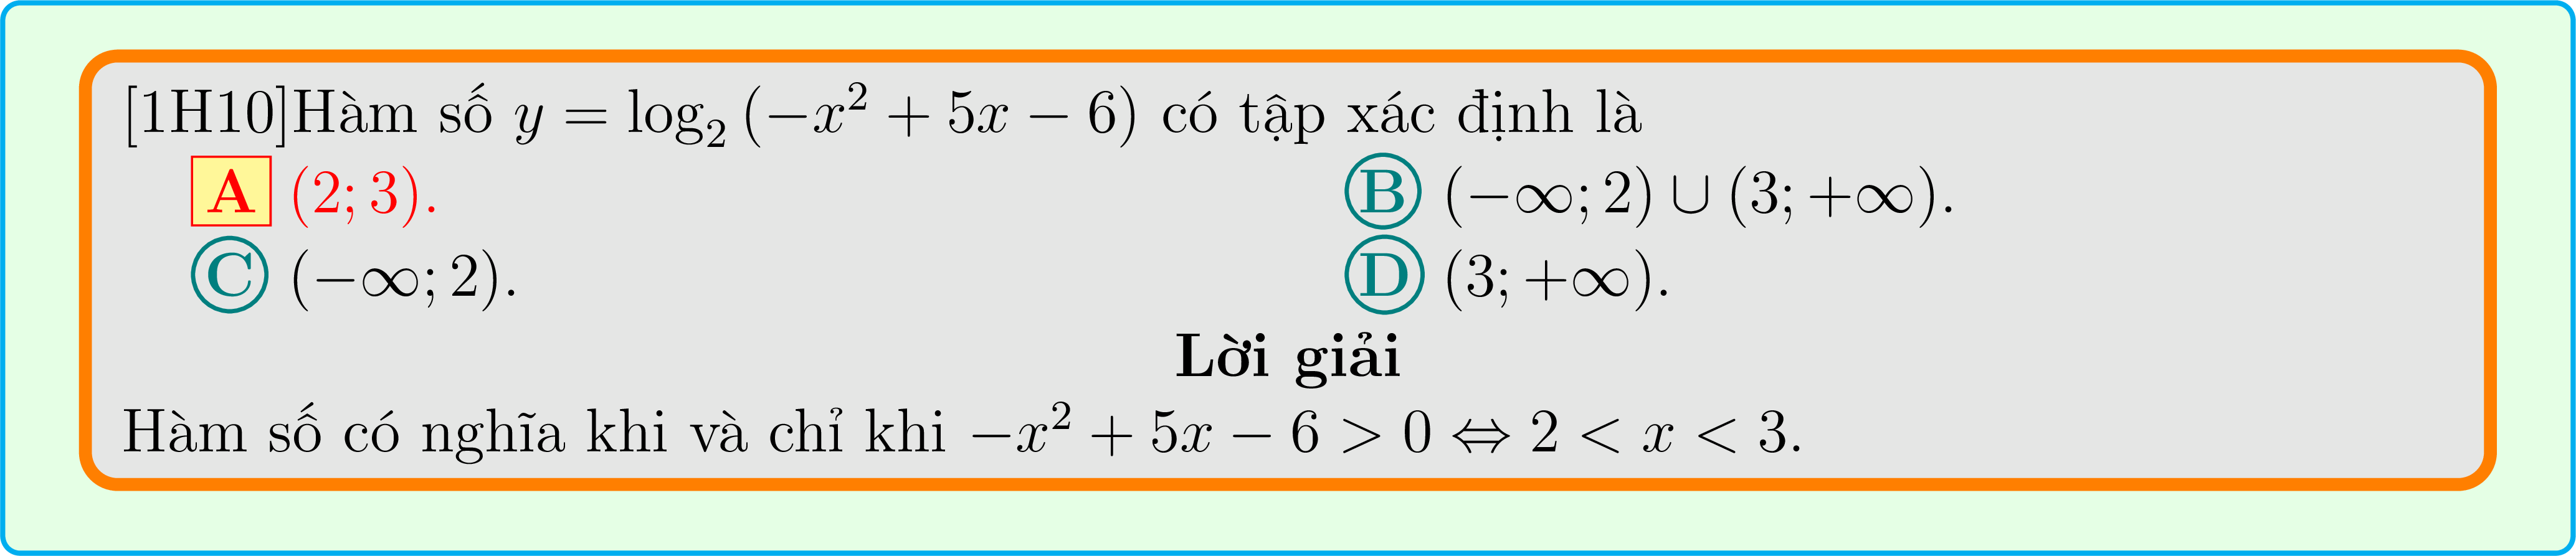 [1H10]Hàm số $y = \log_2 \left(-x^2 + 5x - 6\right)$ có tập xác định là
A $(2; 3)$. B $(-\infty; 2) \cup (3; +\infty)$.
C $(-\infty; 2)$. D $(3; +\infty)$.
Lời giải
Hàm số có nghĩa khi và chỉ khi $-x^2 + 5x - 6 > 0 \Leftrightarrow 2 < x < 3$.